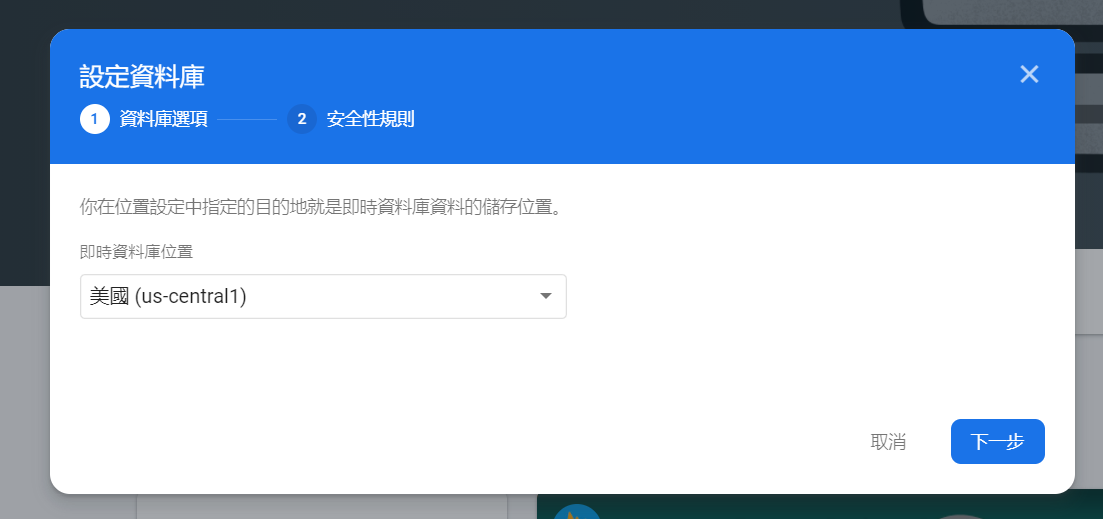 設定資料庫
1 資料庫選項 2 安全性規則
你在位置設定中指定的目的地就是即時資料庫資料的儲存位置。
即時資料庫位置
美國 (us-central1)
取消 下一步